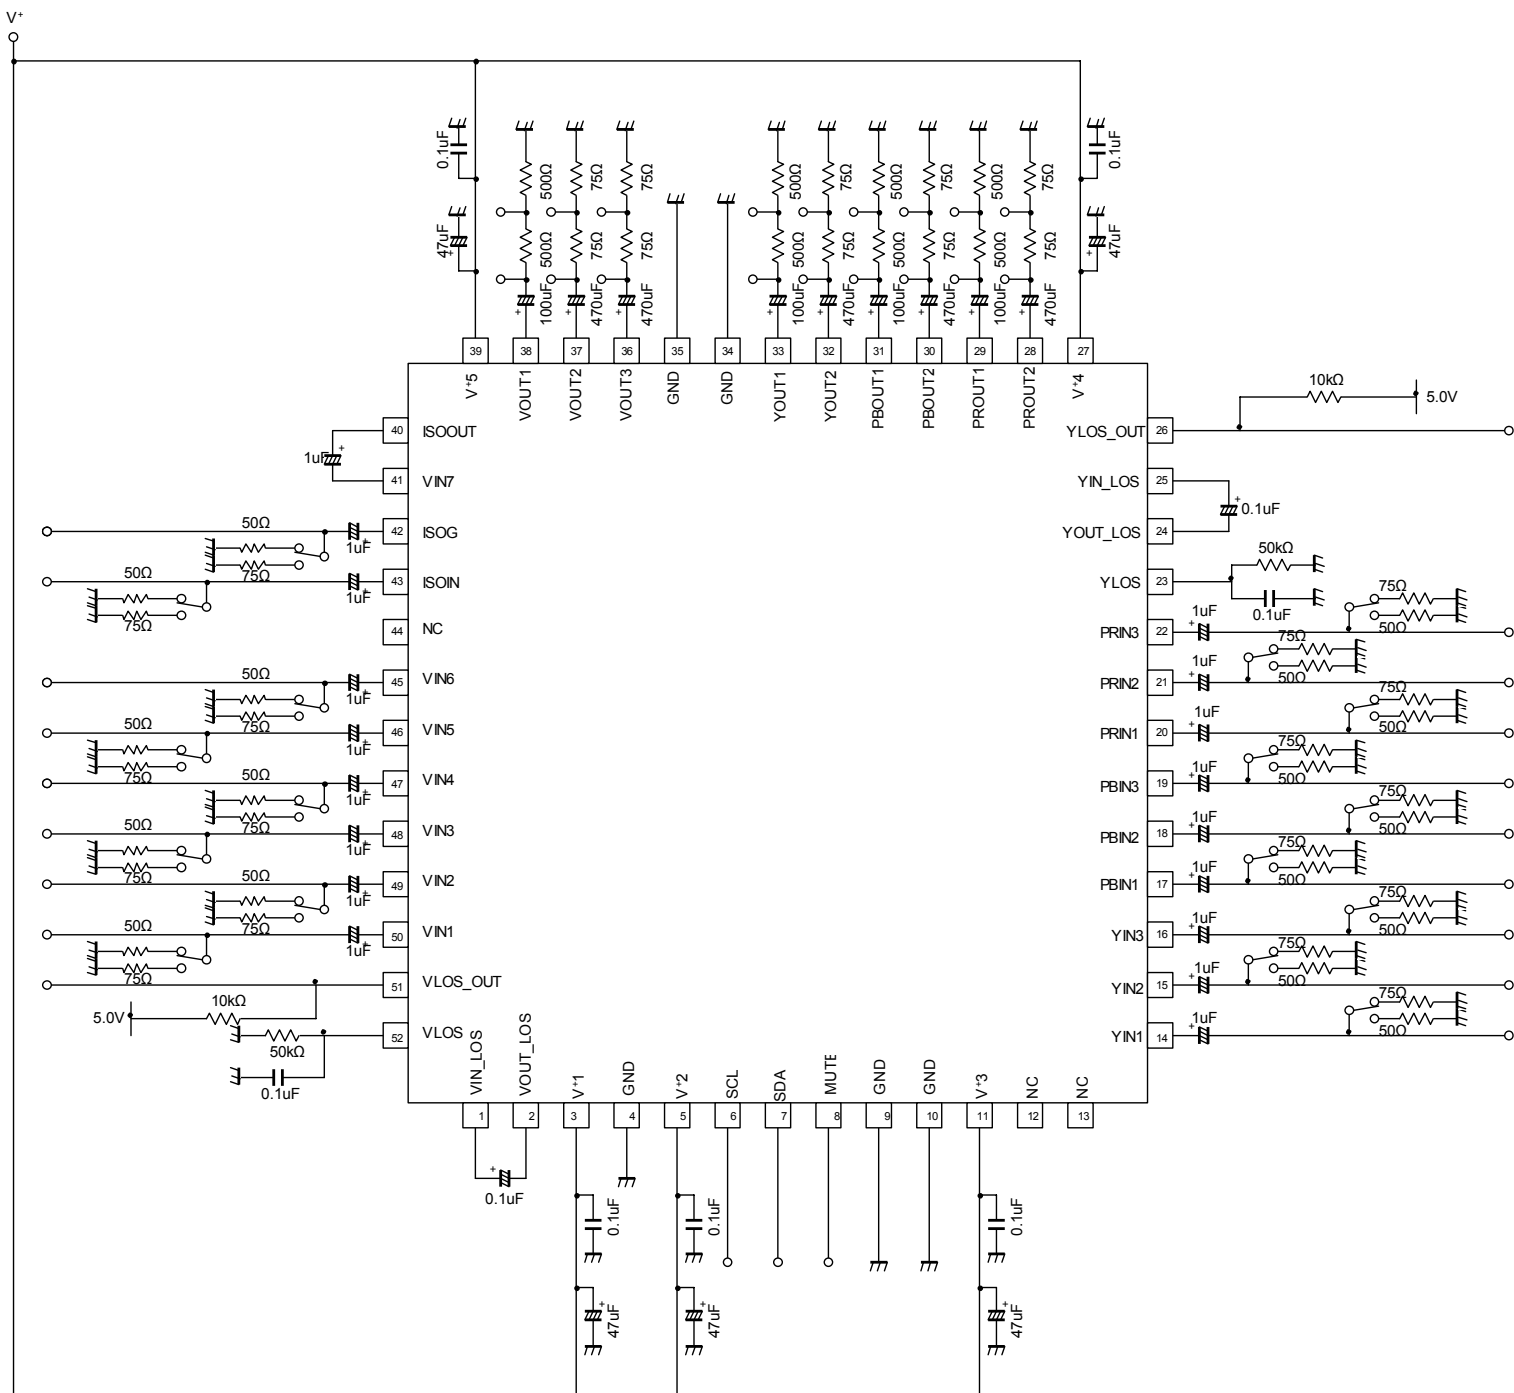 V+
0.1uF
500Ω
75Ω
75Ω
500Ω
75Ω
500Ω
75Ω
500Ω
75Ω
0.1uF
47uF
500Ω
75Ω
75Ω
500Ω
75Ω
500Ω
75Ω
500Ω
75Ω
47uF
+
100uF
+
470uF
+
470uF
+
100uF
+
470uF
+
100uF
+
470uF
+
100uF
+
470uF
+
+
39
38
37
36
35
34
33
32
31
30
29
28
27
V+5
VOUT1
VOUT2
VOUT3
GND
GND
YOUT1
YOUT2
PBOUT1
PBOUT2
PROUT1
PROUT2
V+4
10kΩ
5.0V
40 ISOOUT
YLOS_OUT 26
+
1uF
41 VIN7
YIN_LOS 25
+
0.1uF
50Ω
1uF
+
42 ISOG
YOUT_LOS 24
75Ω
50kΩ
50Ω
1uF
+
43 ISOIN
YLOS 23
75Ω
0.1uF
75Ω
44 NC
PRIN3 22
+
1uF
50Ω
75Ω
50Ω
1uF
+
45 VIN6
PRIN2 21
+
1uF
50Ω
75Ω
75Ω
50Ω
1uF
+
46 VIN5
PRIN1 20
+
1uF
50Ω
75Ω
75Ω
50Ω
1uF
+
47 VIN4
PBIN3 19
+
1uF
50Ω
75Ω
75Ω
50Ω
1uF
+
48 VIN3
PBIN2 18
+
1uF
50Ω
75Ω
75Ω
50Ω
1uF
+
49 VIN2
PBIN1 17
+
1uF
50Ω
75Ω
75Ω
50Ω
1uF
+
50 VIN1
YIN3 16
+
1uF
50Ω
75Ω
75Ω
51 VLOS_OUT
YIN2 15
+
1uF
50Ω
75Ω
10kΩ
5.0V
52 VLOS
YIN1 14
+
1uF
50Ω
50kΩ
0.1uF
VIN_LOS
VOUT_LOS
V+1
GND
V+2
SCL
SDA
MUTE
GND
GND
V+3
NC
NC
1
2
3
4
5
6
7
8
9
10
11
12
13
+
0.1uF
0.1uF
0.1uF
0.1uF
+
47uF
+
47uF
+
47uF